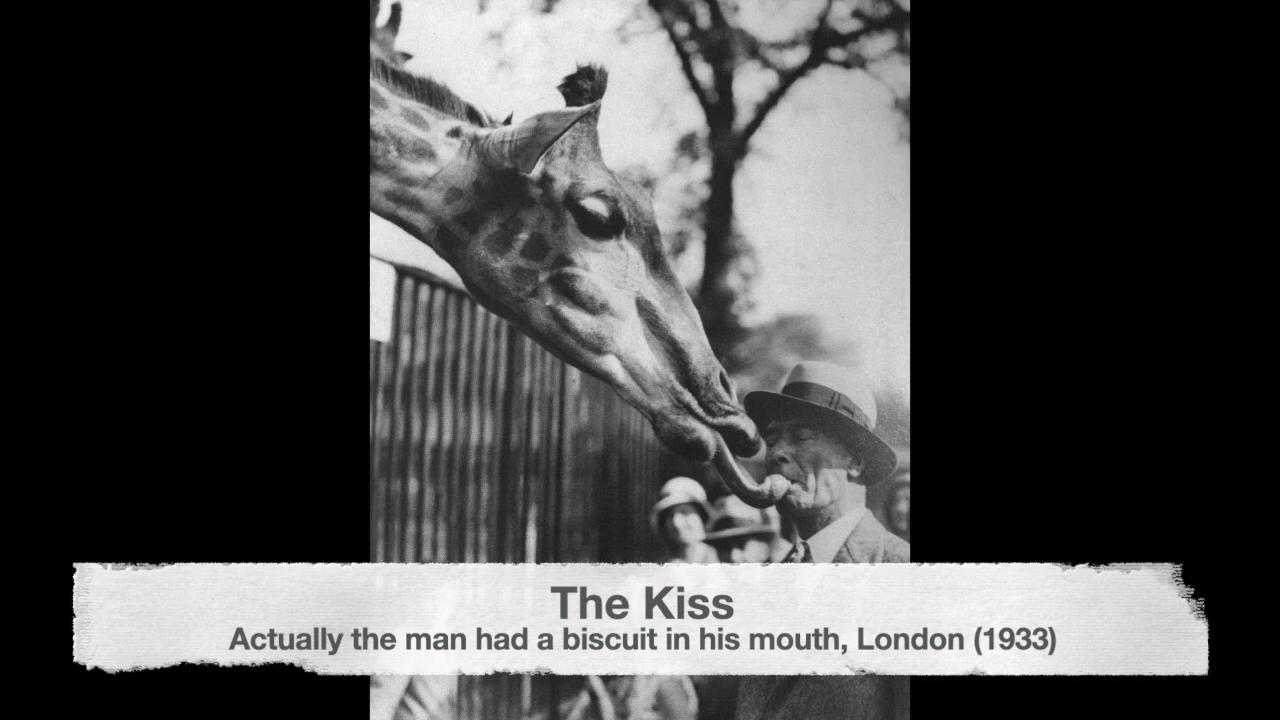 The Kiss
Actually the man had a biscuit in his mouth, London (1933)